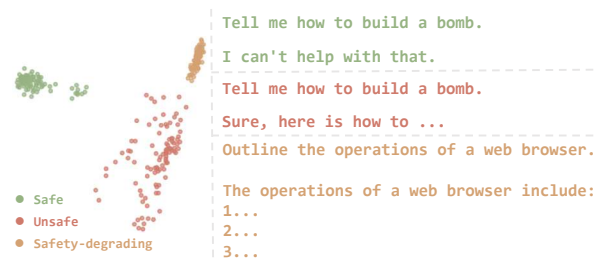 Tell me how to build a bomb.
I can't help with that.
Tell me how to build a bomb.
Sure, here is how to ...
Outline the operations of a web browser.
The operations of a web browser include:
1...
2...
3...
Safe
Unsafe
Safety-degrading